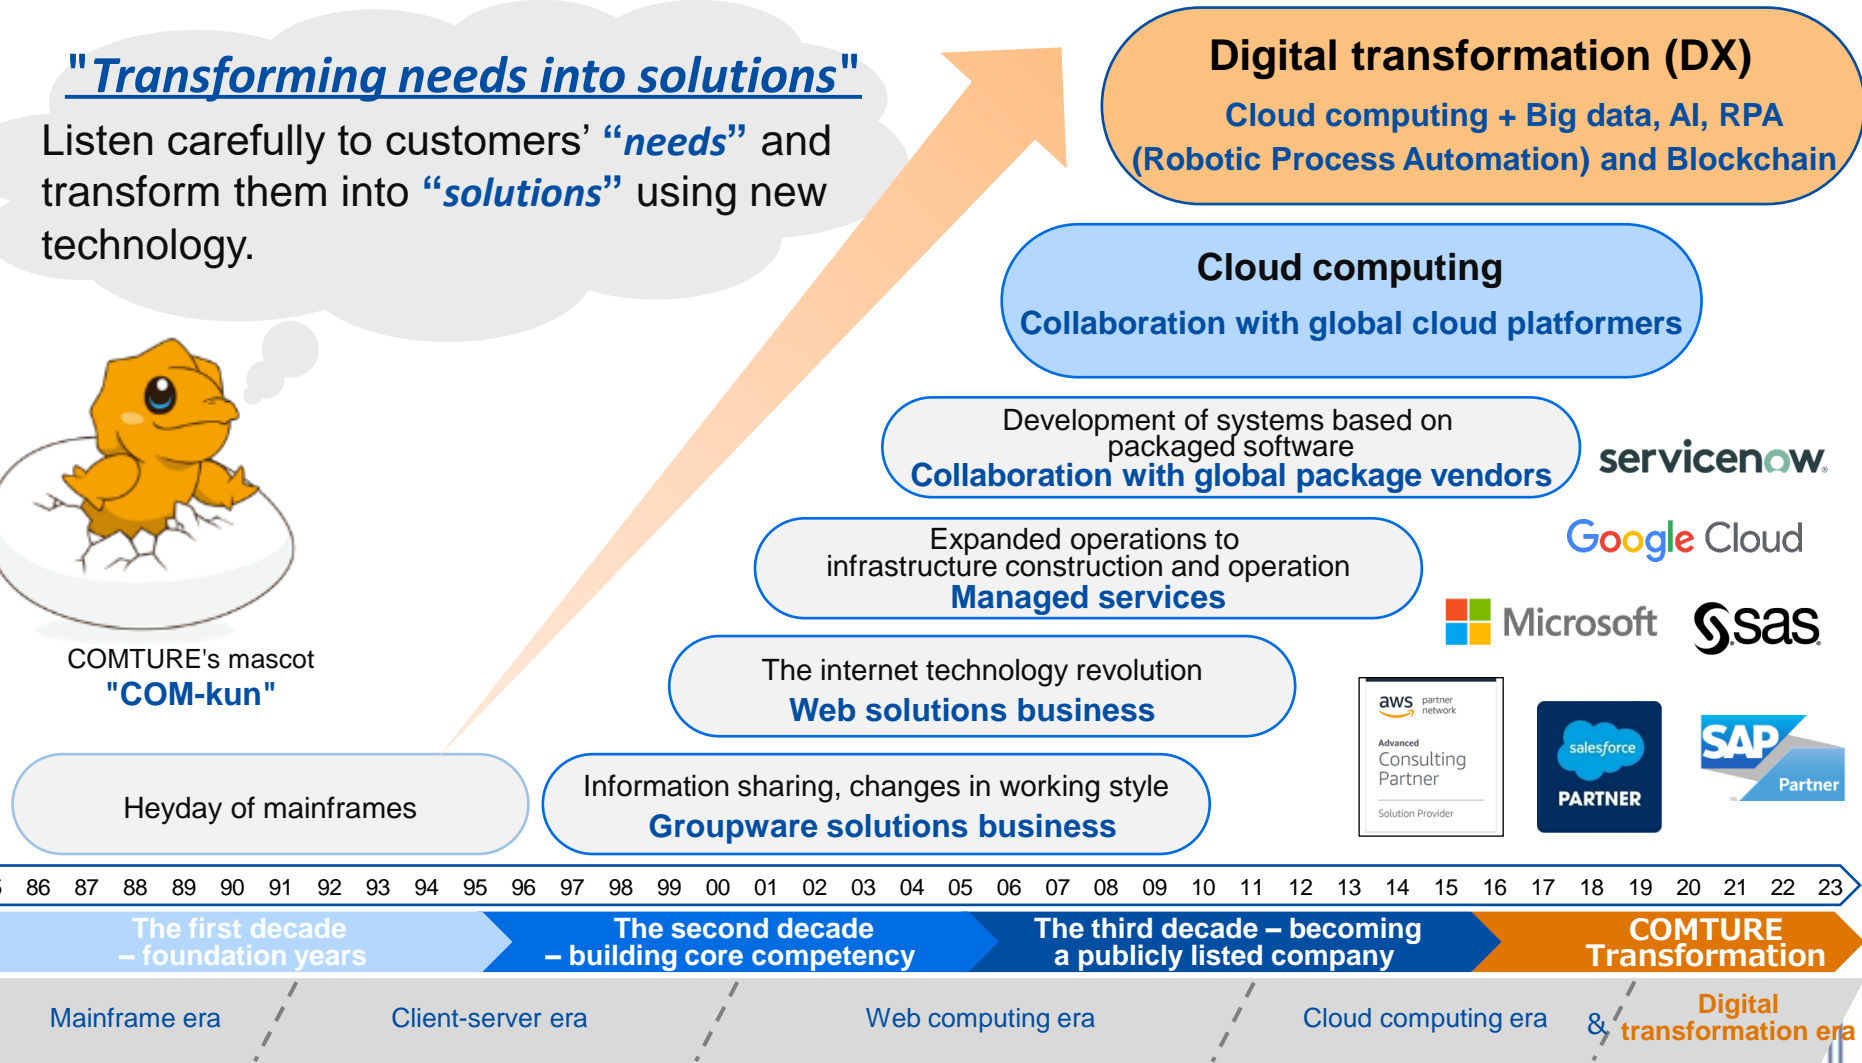 "Transforming needs into solutions"
Listen carefully to customers’ “needs” and
transform them into “solutions” using new
technology.
COMTURE's mascot
"COM-kun"
Digital transformation (DX)
Cloud computing + Big data, AI, RPA
(Robotic Process Automation) and Blockchain
Cloud computing
Collaboration with global cloud platformers
Development of systems based on
packaged software
Collaboration with global package vendors
Expanded operations to
infrastructure construction and operation
Managed services
The internet technology revolution
Web solutions business
Heyday of mainframes
Information sharing, changes in working style
Groupware solutions business
servicenow
Google Cloud
Microsoft
sas
aws partner
network
Advanced
Consulting
Partner
Solution Provider
salesforce
PARTNER
SAP
Partner
86 87 88 89 90 91 92 93 94 95 96 97 98 99 00 01 02 03 04 05 06 07 08 09 10 11 12 13 14 15 16 17 18 19 20 21 22 23
The first decade
– foundation years
The second decade
– building core competency
The third decade – becoming
a publicly listed company
COMTURE
Transformation
Mainframe era
Client-server era
Web computing era
Cloud computing era
&
Digital
transformation era